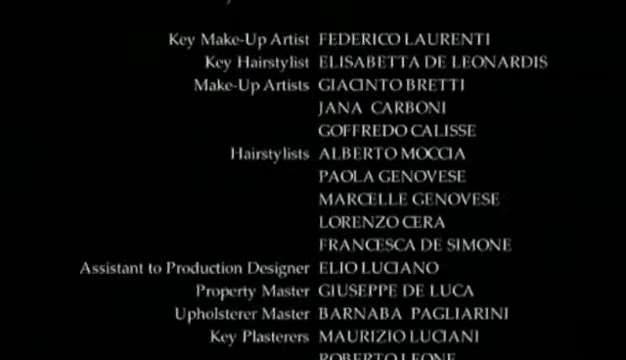 Key Make-Up Artist FEDERICO LAURENTI
Key Hairstylist ELISABETTA DE LEONARDIS
Make-Up Artists GIACINTO BRETTI
JANA CARBONI
GOFFREDO CALISSE
Hairstylists ALBERTO MOCCIA
PAOLA GENOVESE
MARCELLE GENOVESE
LORENZO CERA
FRANCESCA DE SIMONE
Assistant to Production Designer ELIO LUCIANO
Property Master GIUSEPPE DE LUCA
Upholsterer Master BARNABA PAGLIARINI
Key Plasterers MAURIZIO LUCIANI
ROBERTO LEONE